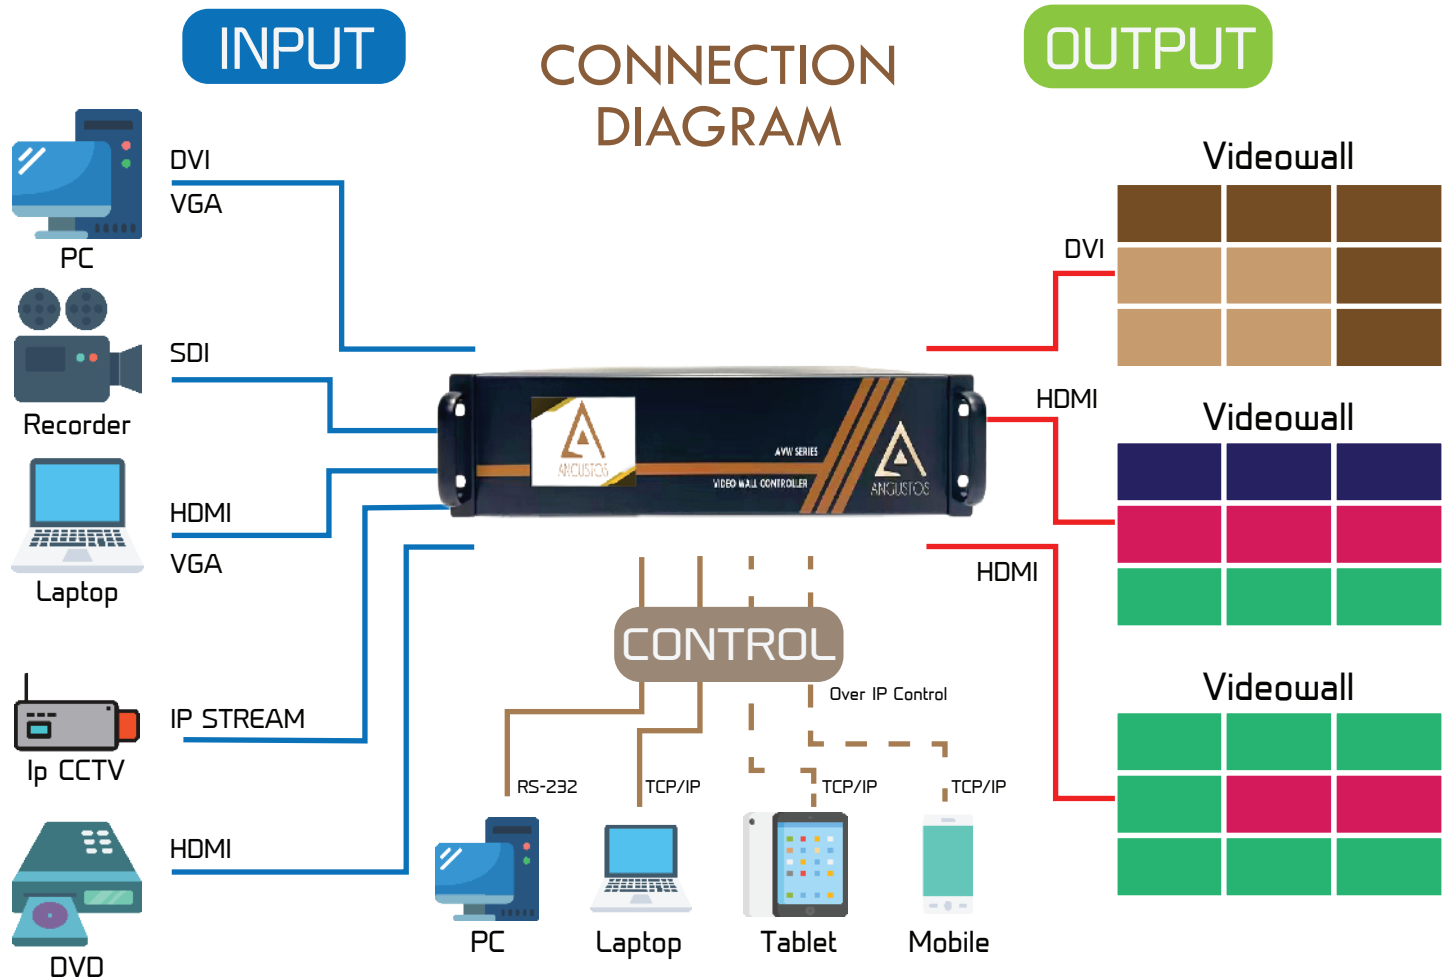 INPUT
CONNECTION
DIAGRAM
OUTPUT
DVI
VGA
PC
SDI
Recorder
HDMI
VGA
Laptop
IP STREAM
Ip CCTV
HDMI
DVD
ANGUSTOS
AVW SERIES
VIDEO WALL CONTROLLER
ANGUSTOS
CONTROL
Over IP Control
RS-232
TCP/IP
TCP/IP
TCP/IP
PC
Laptop
Tablet
Mobile
Videowall
DVI
HDMI
Videowall
HDMI
Videowall